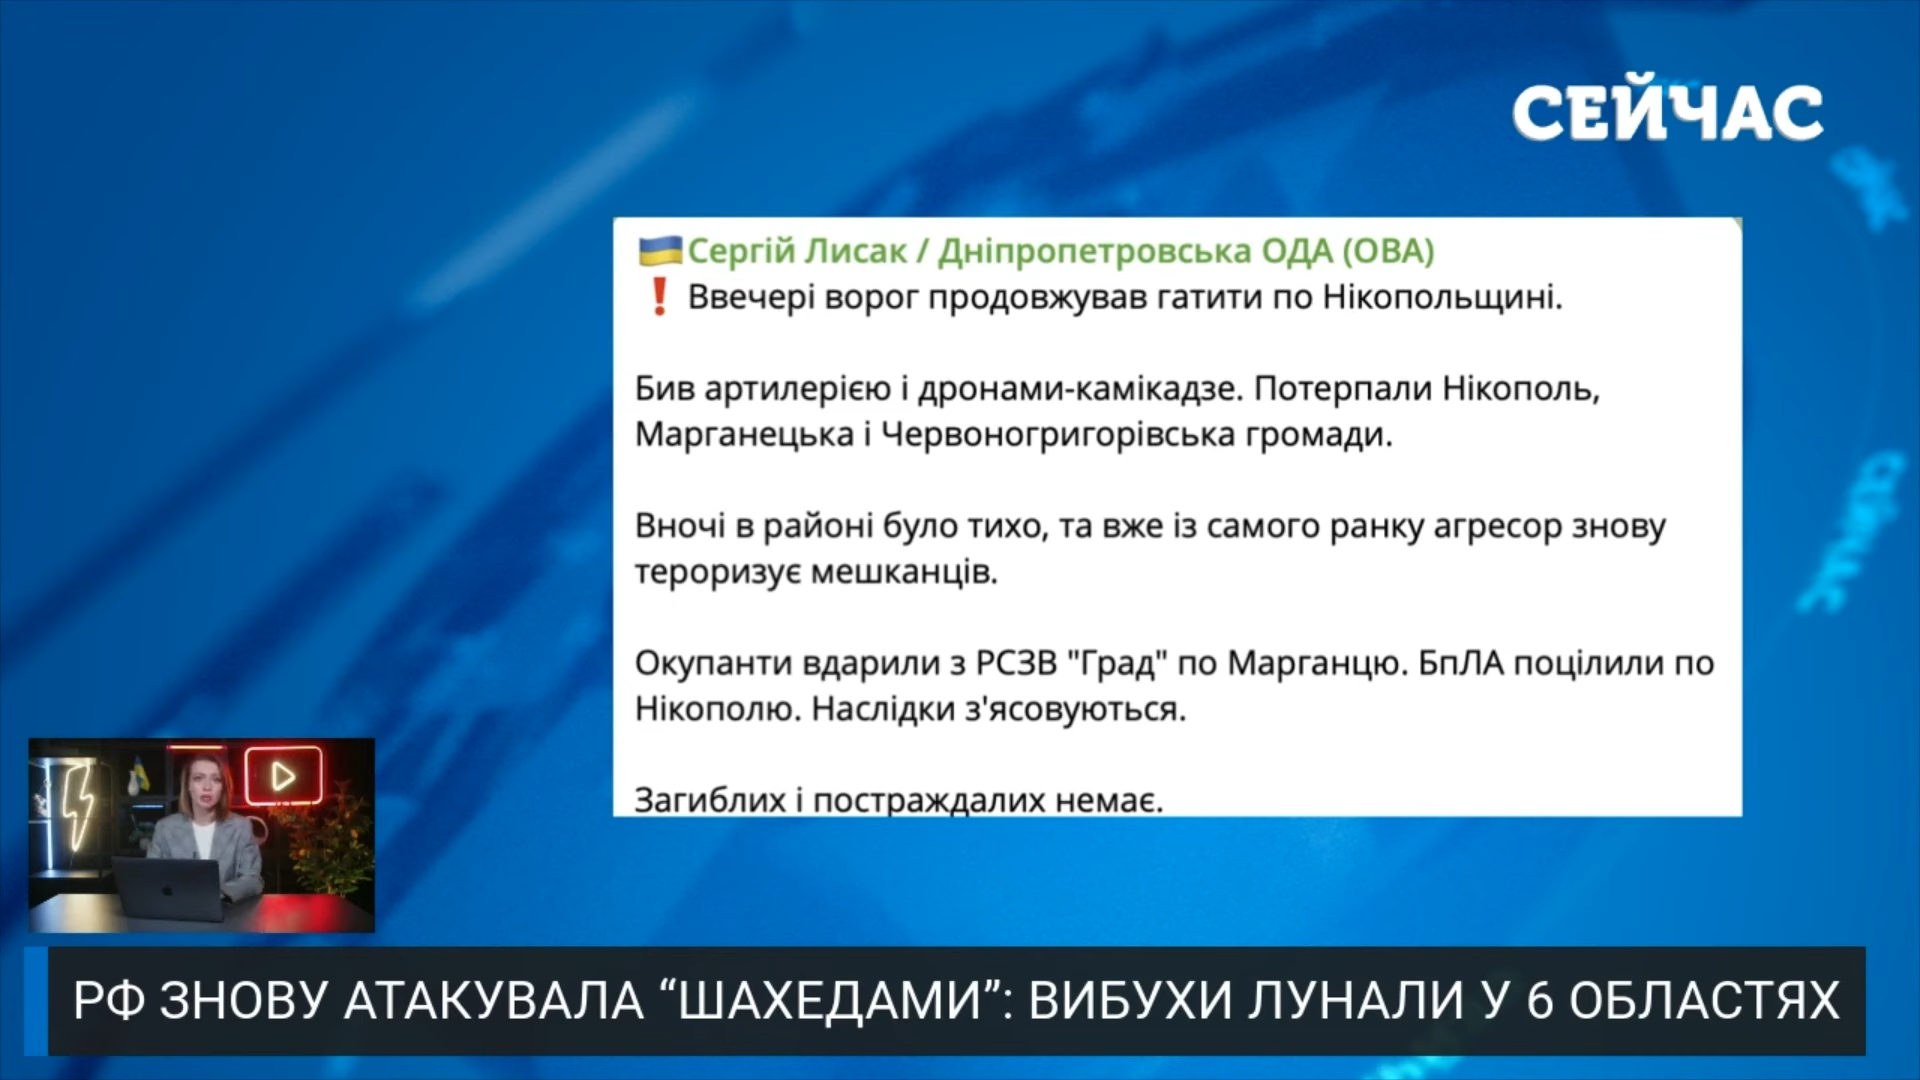 СЕЙЧАС
Сергій Лисак / Дніпропетровська ОДА (ОВА)
❗ Ввечері ворог продовжував гатити по Нікопольщині.
Бив артилерією і дронами-камікадзе. Потерпали Нікополь,
Марганецька і Червоногригорівська громади.
Вночі в районі було тихо, та вже із самого ранку агресор знову
тероризує мешканців.
Окупанти вдарили з РСЗВ "Град" по Марганцю. БпЛА поцілили по
Нікополю. Наслідки з'ясовуються.
Загиблих і постраждалих немає.
РФ ЗНОВУ АТАКУВАЛА “ШАХЕДАМИ”: ВИБУХИ ЛУНАЛИ У 6 ОБЛАСТЯХ